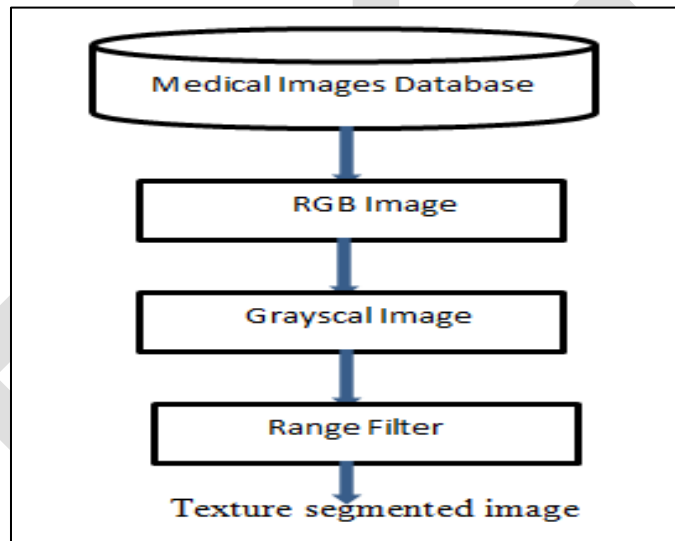 Medical Images Database
RGB Image
Grayscal Image
Range Filter
Texture segmented image